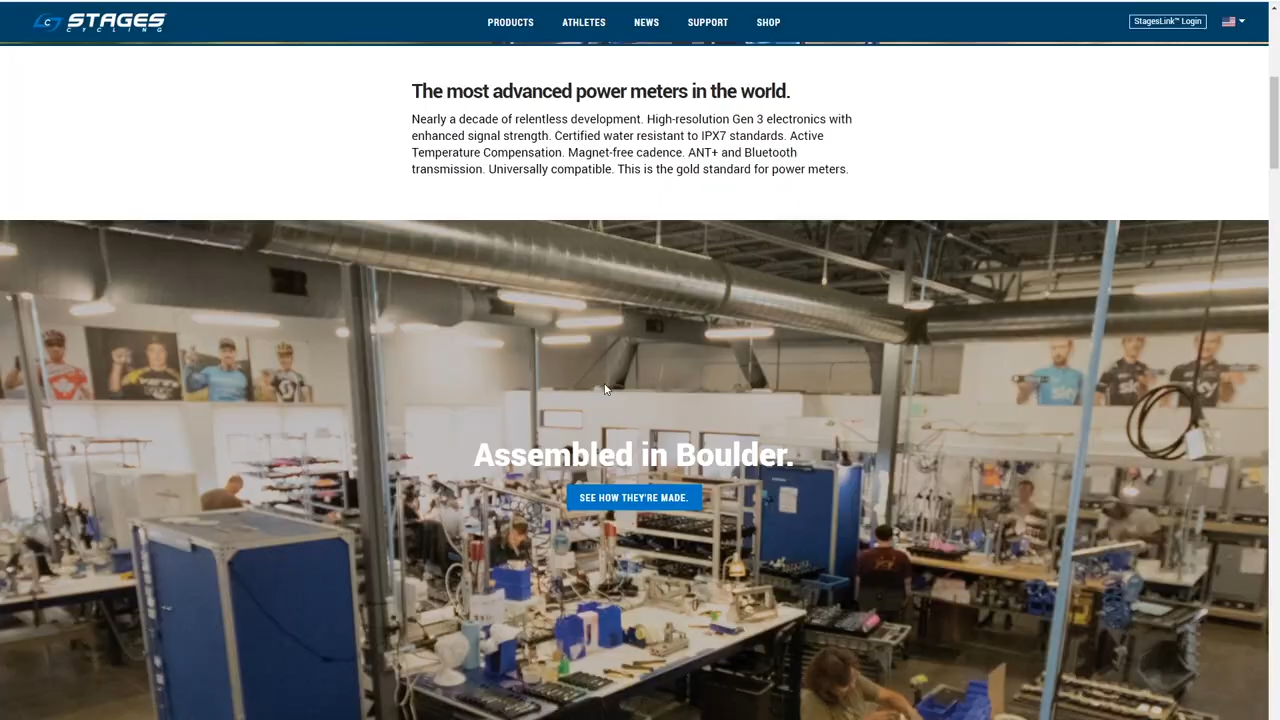 STAGES
CYCLING
PRODUCTS
ATHLETES
NEWS
SUPPORT
SHOP
StagesLink™ Login
The most advanced power meters in the world.
Nearly a decade of relentless development. High-resolution Gen 3 electronics with
enhanced signal strength. Certified water resistant to IPX7 standards. Active
Temperature Compensation. Magnet-free cadence. ANT+ and Bluetooth
transmission. Universally compatible. This is the gold standard for power meters.
Assembled in Boulder.
SEE HOW THEY'RE MADE.